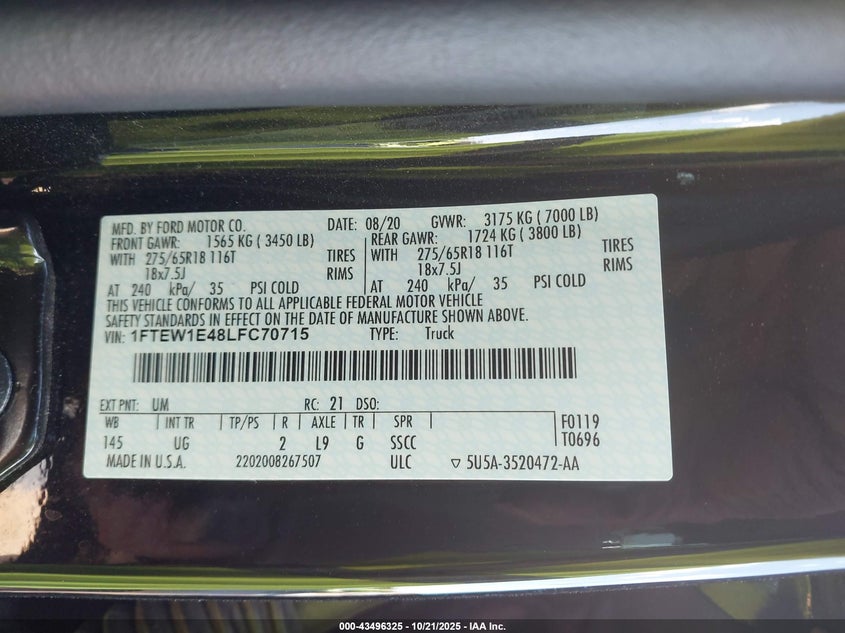 MFD. BY FORD MOTOR CO. DATE: 08/20 GVWR: 3175 KG ( 7000 LB)
FRONT GAWR: 1565 KG ( 3450 LB) REAR GAWR: 1724 KG ( 3800 LB)
WITH 275/65R18 116T TIRES WITH 275/65R18 116T TIRES
18x7.5J RIMS 18x7.5J RIMS
AT 240 kPa/ 35 PSI COLD AT 240 kPa/ 35 PSI COLD
THIS VEHICLE CONFORMS TO ALL APPLICABLE FEDERAL MOTOR VEHICLE
SAFETY STANDARDS IN EFFECT ON THE DATE OF MANUFACTURE SHOWN ABOVE.
VIN: 1FTEW1E48LFC70715 TYPE: Truck
EXT PNT: UM RC: 21 DSO:
WB INT TR TP/PS R AXLE TR SPR F0119
145 UG 2 L9 G SSCC T0696
MADE IN U.S.A. 2202008267507 ULC ▽ 5U5A-3520472-AA
000-43496325 - 10/21/2025 - IAA Inc.